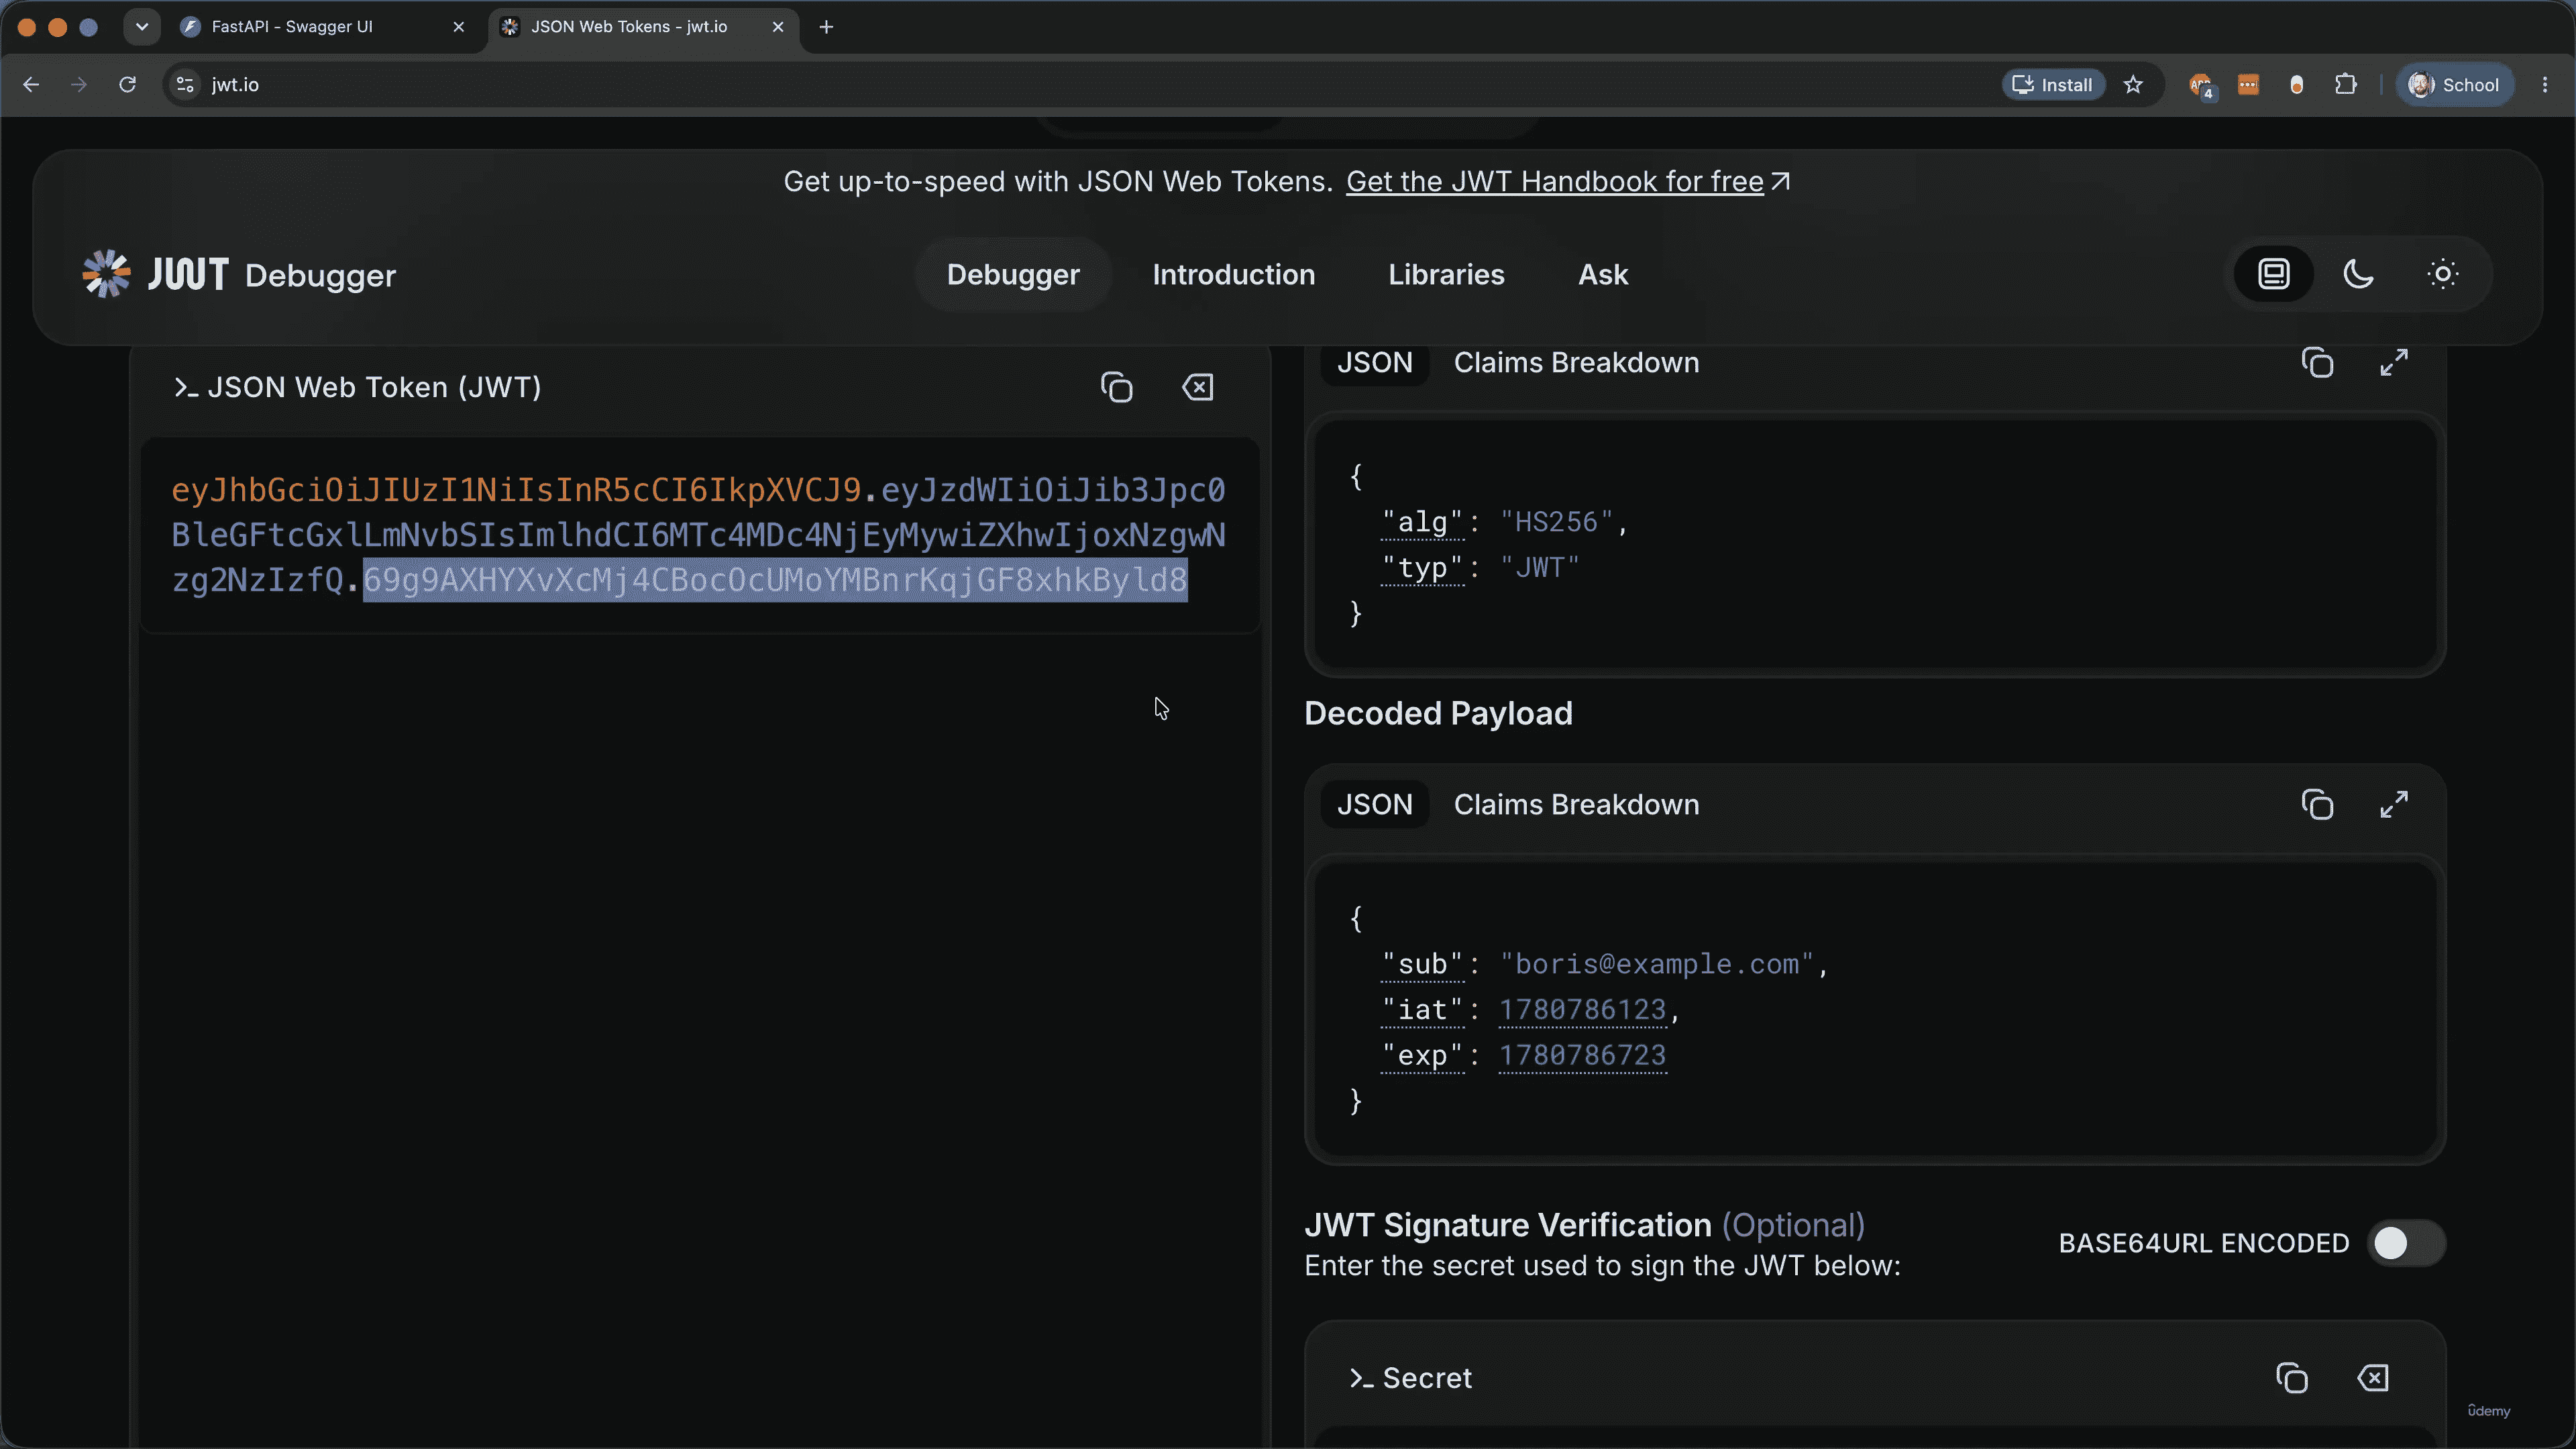 FastAPI - Swagger UI
JSON Web Tokens - jwt.io
jwt.io
Install
ABP
4
School
Get up-to-speed with JSON Web Tokens. Get the JWT Handbook for free
JWT Debugger
Debugger
Introduction
Libraries
Ask
>_ JSON Web Token (JWT)
eyJhbGciOiJIUzI1NiIsInR5cCI6IkpXVCJ9.eyJzdWIiOiJib3Jpc0
BleGFtcGxlLmNvbSIsImlhdCI6MTc4MDc4NjEyMywiZXhwIjoxNzgwN
zg2NzIzfQ.69g9AXHYXvXcMj4CBocOcUMoYMBnrKqjGF8xhkByld8
JSON
Claims Breakdown
{
"alg": "HS256",
"typ": "JWT"
}
Decoded Payload
JSON
Claims Breakdown
{
"sub": "boris@example.com",
"iat": 1780786123,
"exp": 1780786723
}
JWT Signature Verification (Optional)
Enter the secret used to sign the JWT below:
BASE64URL ENCODED
>_ Secret
ûdemy